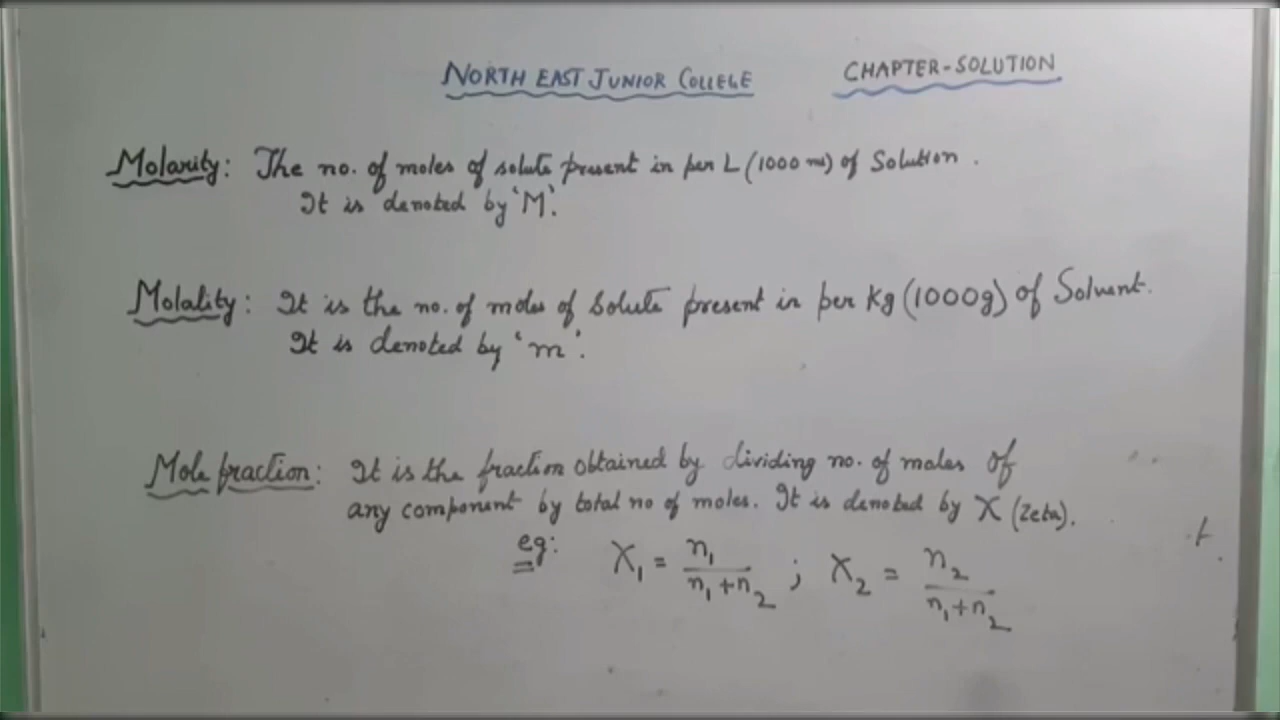 NORTH EAST JUNIOR COLLEGE CHAPTER-SOLUTION
Molarity: The no. of moles of solute present in per L (1000 ml) of Solution.
It is denoted by 'M'.
Molality: It is the no. of moles of solute present in per Kg (1000g) of Solvent.
It is denoted by 'm'.
Mole fraction: It is the fraction obtained by dividing no. of moles of
any component by total no of moles. It is denoted by X (Zeta).
eg: X₁ = n₁/(n₁+n₂) ; X₂ = n₂/(n₁+n₂)